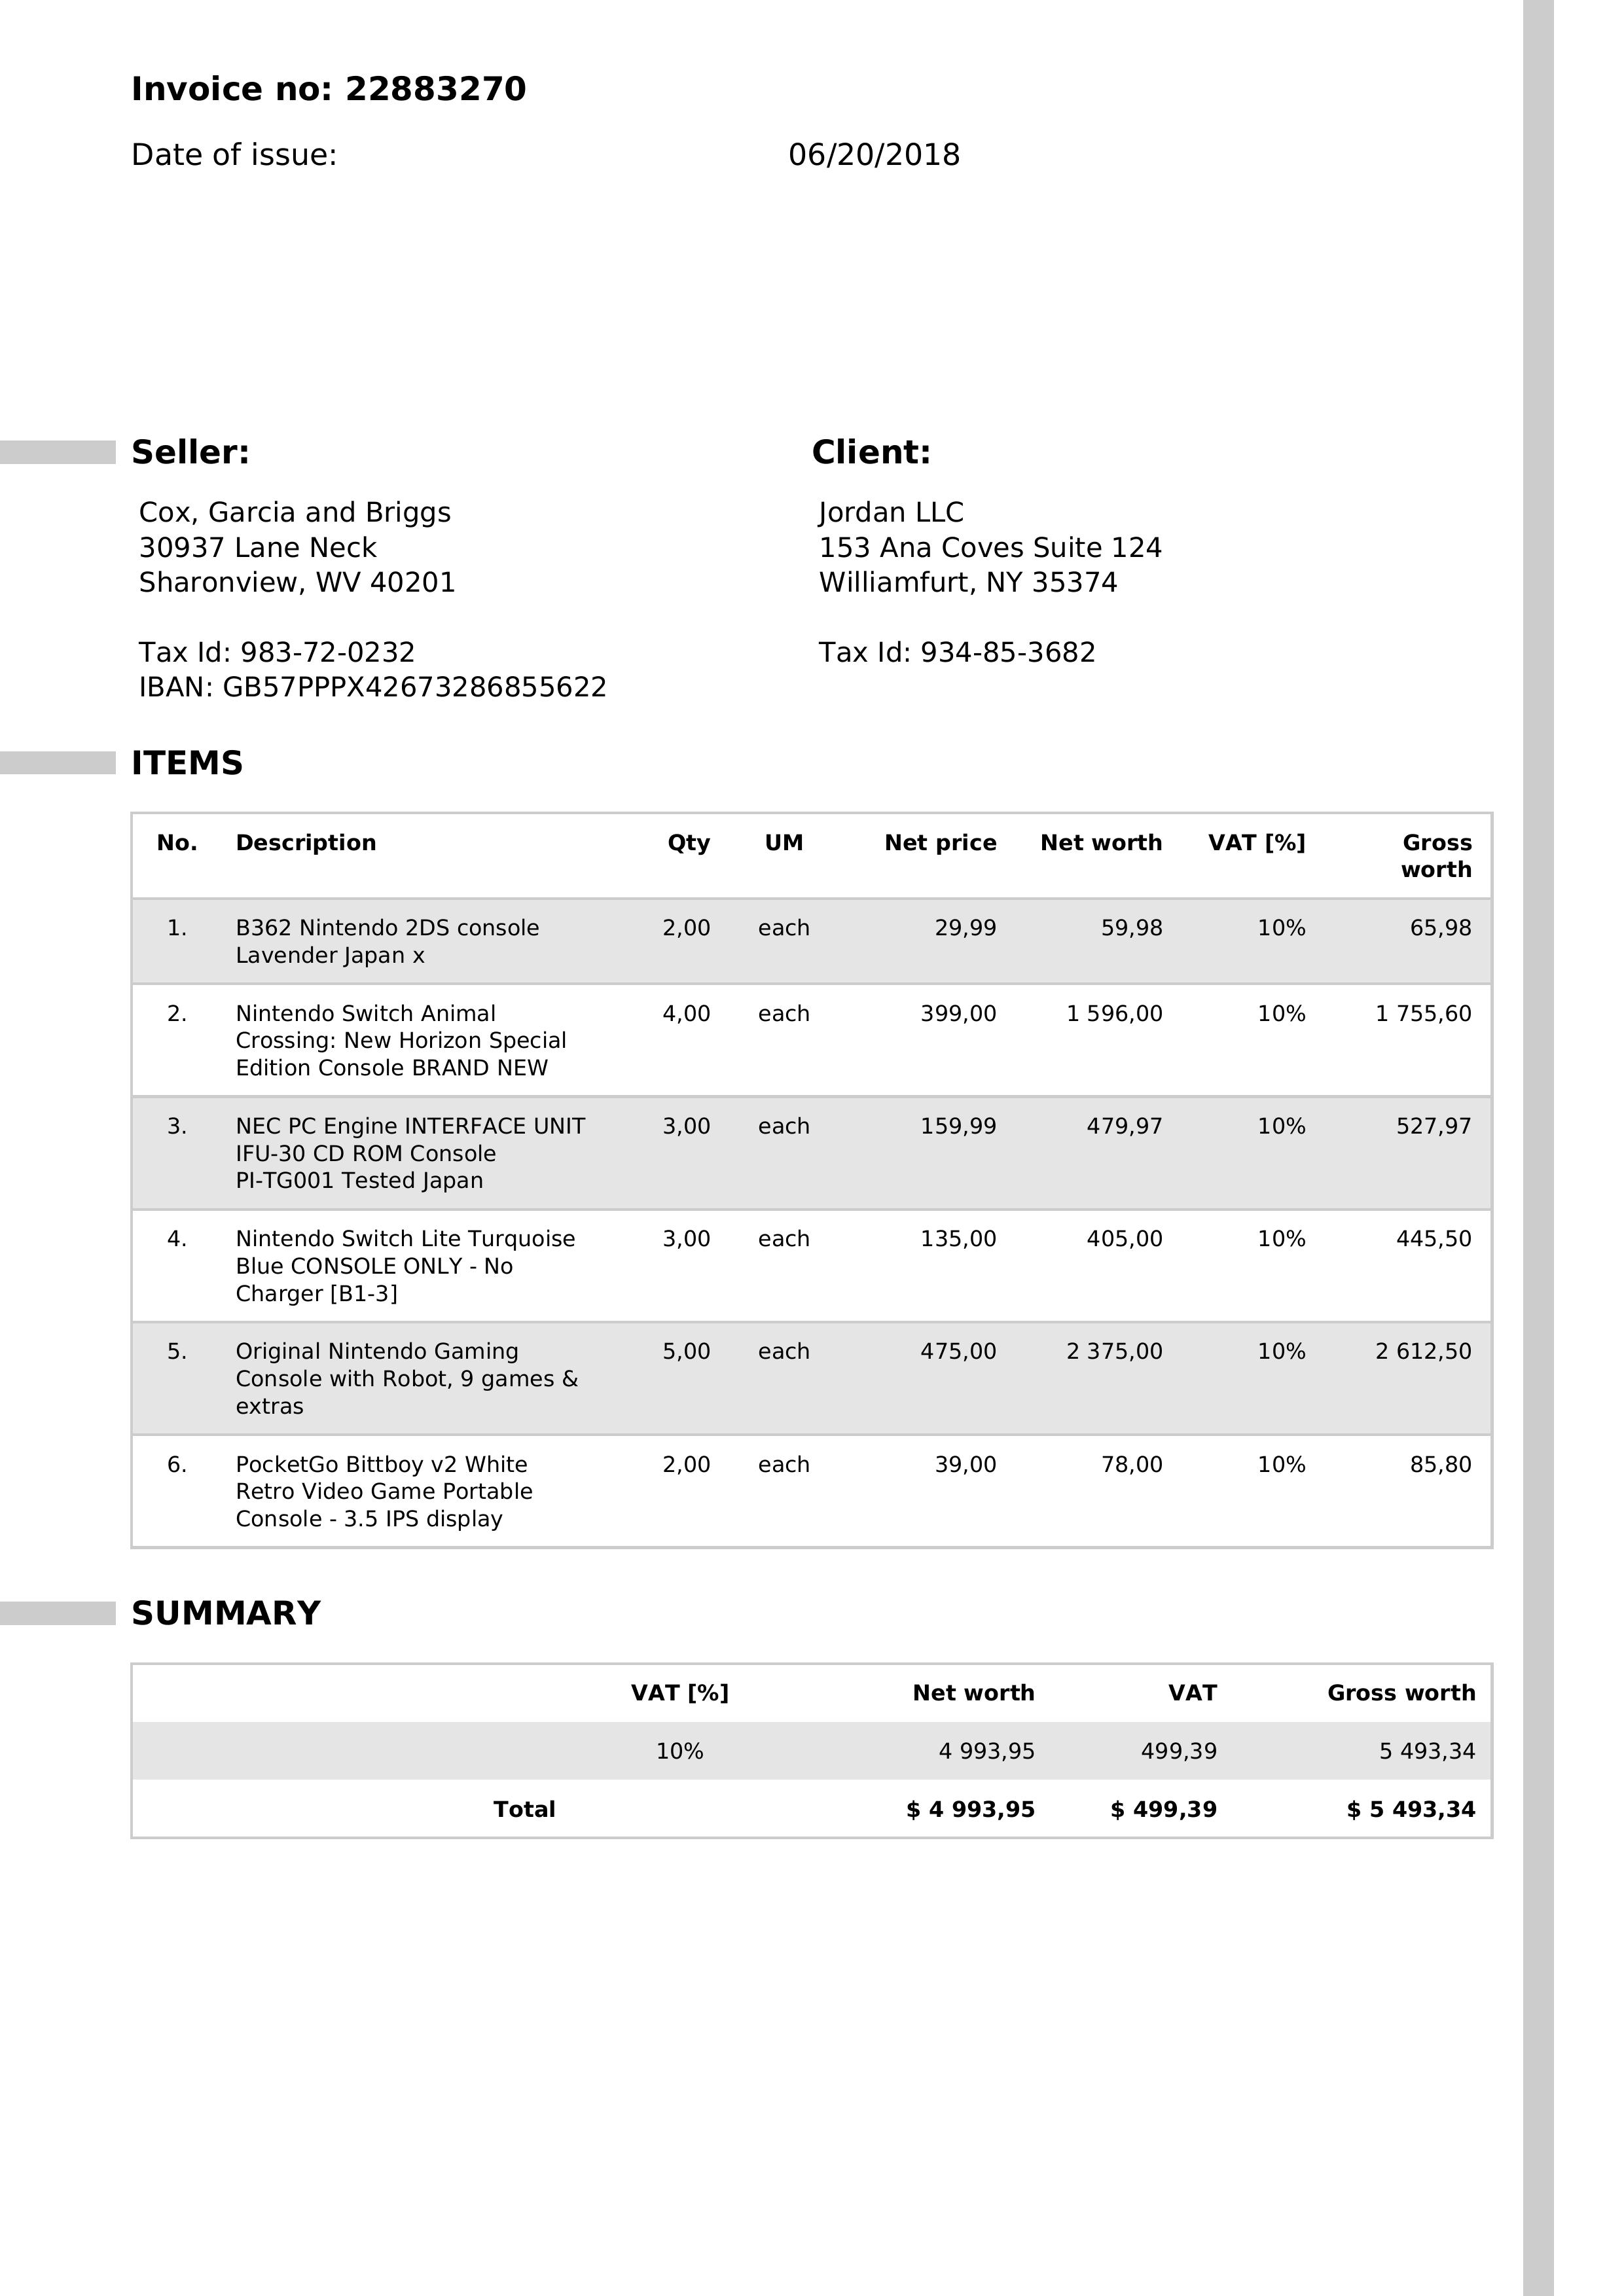 Invoice no: 22883270
Date of issue: 06/20/2018
Seller:
Cox, Garcia and Briggs
30937 Lane Neck
Sharonview, WV 40201
Tax Id: 983-72-0232
IBAN: GB57PPPX42673286855622
Client:
Jordan LLC
153 Ana Coves Suite 124
Williamfurt, NY 35374
Tax Id: 934-85-3682
ITEMS
No. Description Qty UM Net price Net worth VAT [%] Gross
worth
1. B362 Nintendo 2DS console 2,00 each 29,99 59,98 10% 65,98
Lavender Japan x
2. Nintendo Switch Animal 4,00 each 399,00 1 596,00 10% 1 755,60
Crossing: New Horizon Special
Edition Console BRAND NEW
3. NEC PC Engine INTERFACE UNIT 3,00 each 159,99 479,97 10% 527,97
IFU-30 CD ROM Console
PI-TG001 Tested Japan
4. Nintendo Switch Lite Turquoise 3,00 each 135,00 405,00 10% 445,50
Blue CONSOLE ONLY - No
Charger [B1-3]
5. Original Nintendo Gaming 5,00 each 475,00 2 375,00 10% 2 612,50
Console with Robot, 9 games &
extras
6. PocketGo Bittboy v2 White 2,00 each 39,00 78,00 10% 85,80
Retro Video Game Portable
Console - 3.5 IPS display
SUMMARY
VAT [%] Net worth VAT Gross worth
10% 4 993,95 499,39 5 493,34
Total $ 4 993,95 $ 499,39 $ 5 493,34